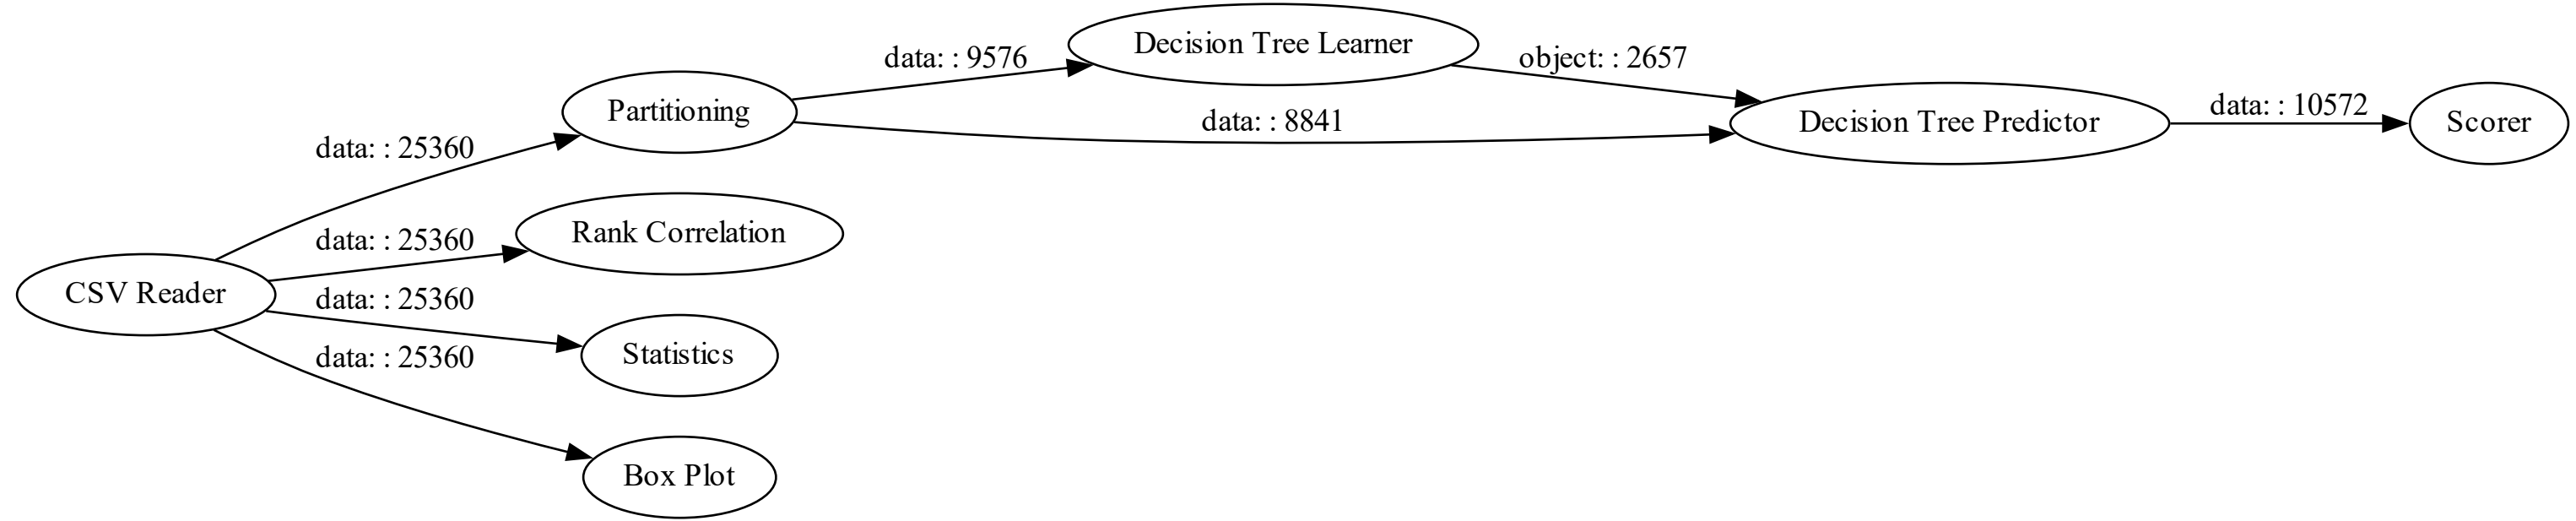 Decision Tree Learner
data: : 9576
object: : 2657
Partitioning
data: : 8841
Decision Tree Predictor
data: : 10572
Scorer
data: : 25360
Rank Correlation
data: : 25360
CSV Reader
data: : 25360
Statistics
data: : 25360
Box Plot